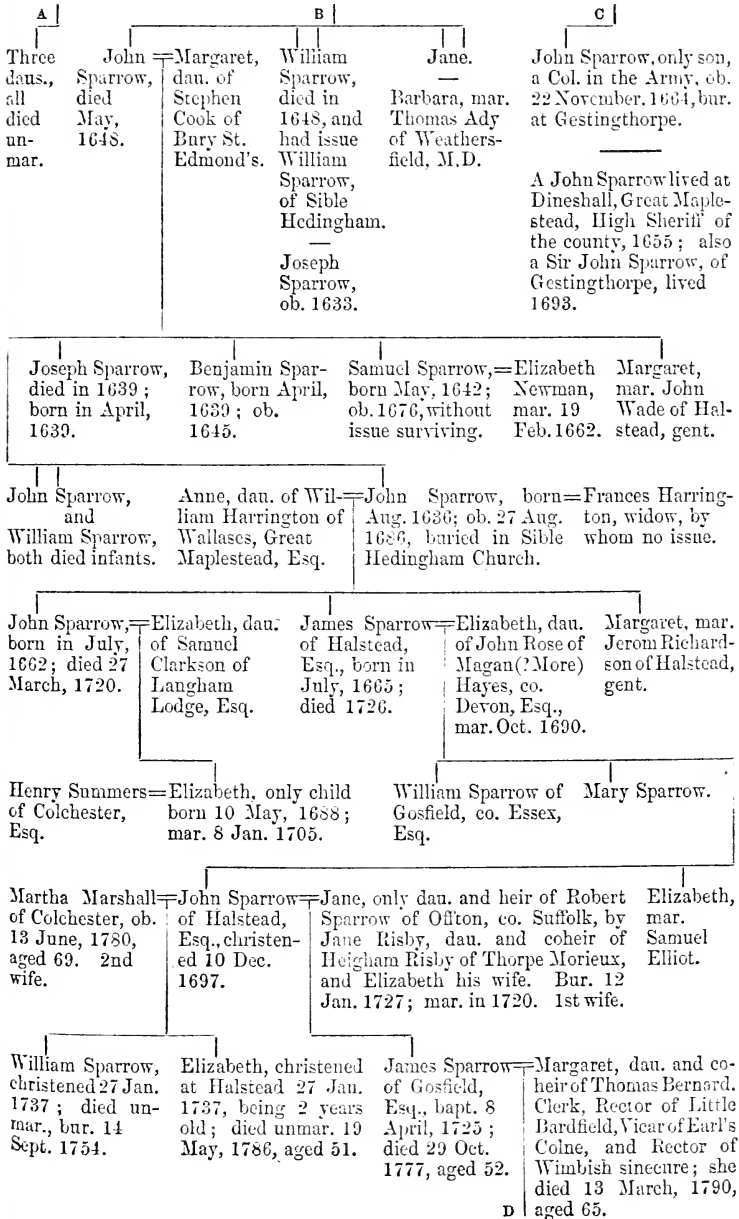 A
B
C
Three
daus.,
all
died
un-
mar.
John
Sparrow,
died
May,
1648.
Margaret,
dau. of
Stephen
Cook of
Bury St.
Edmond's.
William
Sparrow,
died in
1648, and
had issue
William
Sparrow,
of Sible
Hedingham.
—
Joseph
Sparrow,
ob. 1633.
Jane.
—
Barbara, mar.
Thomas Ady
of Weathers-
field, M.D.
John Sparrow, only son,
a Col. in the Army, ob.
22 November, 1664, bur.
at Gestingthorpe.
A John Sparrow lived at
Dineshall, Great Maple-
stead, High Sheriff of
the county, 1655 ; also
a Sir John Sparrow, of
Gestingthorpe, lived
1693.
Joseph Sparrow,
died in 1639 ;
born in April,
1639.
Benjamin Spar-
row, born April,
1639 ; ob.
1645.
Samuel Sparrow,=
born May, 1642;
ob. 1676, without
issue surviving.
Elizabeth
Newman,
mar. 19
Feb. 1662.
Margaret,
mar. John
Wade of Hal-
stead, gent.
John Sparrow,
and
William Sparrow,
both died infants.
Anne, dau. of Wil-
liam Harrington of
Wallases, Great
Maplestead, Esq.
John Sparrow, born=
Aug. 1636; ob. 27 Aug.
1686, buried in Sible
Hedingham Church.
Frances Harring-
ton, widow, by
whom no issue.
John Sparrow,=
born in July,
1662; died 27
March, 1720.
Elizabeth, dau.
of Samuel
Clarkson of
Langham
Lodge, Esq.
James Sparrow=
of Halstead,
Esq., born in
July, 1665 ;
died 1726.
Elizabeth, dau.
of John Rose of
Magan(?More)
Hayes, co.
Devon, Esq.,
mar. Oct. 1690.
Margaret, mar.
Jerom Richard-
son of Halstead,
gent.
Henry Summers=
of Colchester,
Esq.
Elizabeth, only child
born 10 May, 1688 ;
mar. 8 Jan. 1705.
William Sparrow of
Gosfield, co. Essex,
Esq.
Mary Sparrow.
Martha Marshall=
of Colchester, ob.
13 June, 1780,
aged 69. 2nd
wife.
John Sparrow=
of Halstead,
Esq., christen-
ed 10 Dec.
1697.
Jane, only dau. and heir of Robert
Sparrow of Offton, co. Suffolk, by
Jane Risby, dau. and coheir of
Heigham Risby of Thorpe Morieux,
and Elizabeth his wife. Bur. 12
Jan. 1727; mar. in 1720. 1st wife.
Elizabeth,
mar.
Samuel
Elliot.
William Sparrow,
christened 27 Jan.
1737 ; died un-
mar., bur. 14
Sept. 1754.
Elizabeth, christened
at Halstead 27 Jan.
1737, being 2 years
old ; died unmar. 19
May, 1786, aged 51.
James Sparrow=
of Gosfield,
Esq., bapt. 8
April, 1725 ;
died 29 Oct.
1777, aged 52.
Margaret, dau. and co-
heir of Thomas Bernard.
Clerk, Rector of Little
Bardfield, Vicar of Earl's
Colne, and Rector of
Wimbish sinecure ; she
died 13 March, 1790,
aged 65.
D